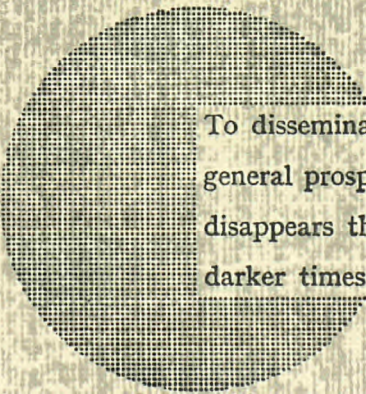 To dissemina
general prosp
disappears th
darker times